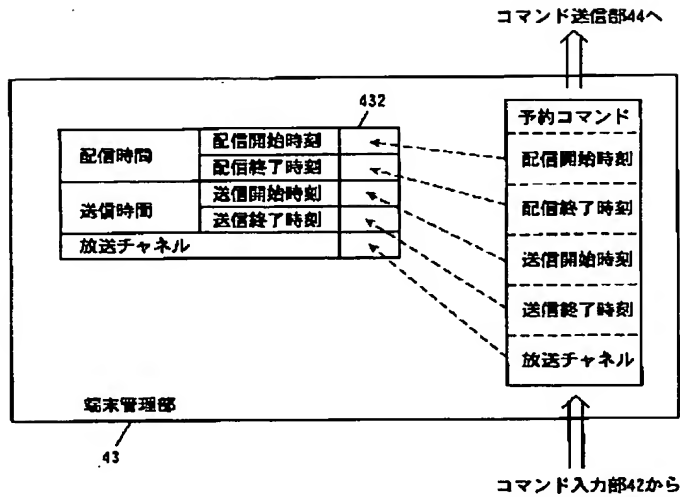 コマンド送信部44へ
432
配信時間
配信開始時刻
配信終了時刻
送信時間
送信開始時刻
送信終了時刻
放送チャネル
予約コマンド
配信開始時刻
配信終了時刻
送信開始時刻
送信終了時刻
放送チャネル
端末管理部
43
コマンド入力部42から